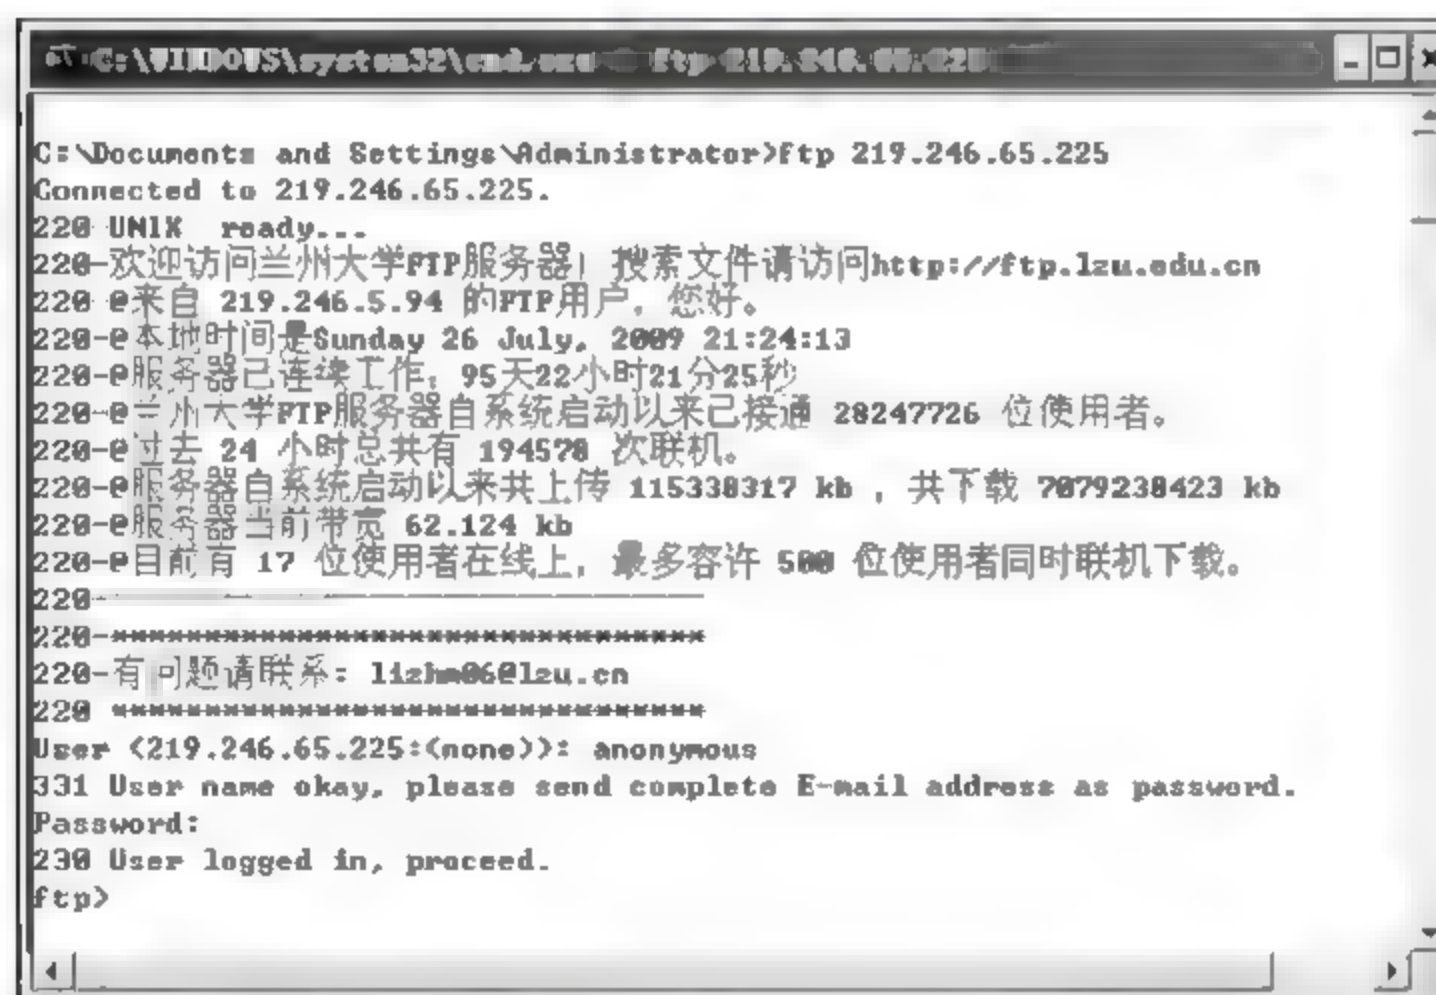 C:\WINDOWS\system32\cmd.exe - ftp 219.246.65.225
C:\Documents and Settings\Administrator>ftp 219.246.65.225
Connected to 219.246.65.225.
220-UNIX  ready...
220-欢迎访问兰州大学FTP服务器! 搜索文件请访问http://ftp.lzu.edu.cn
220-@来自 219.246.5.94 的FTP用户，您好。
220-@本地时间是Sunday 26 July, 2009 21:24:13
220-@服务器已连续工作：95天22小时21分25秒
220-@兰州大学FTP服务器自系统启动以来已接通 28247726 位使用者。
220-@过去 24 小时总共有 194578 次联机。
220-@服务器自系统启动以来共上传 115338317 kb ，共下载 7079238423 kb
220-@服务器当前带宽 62.124 kb
220-@目前有 17 位使用者在线上，最多容许 500 位使用者同时联机下载。
220--------------------------------
220-********************************
220-有问题请联系：lizhm06@lzu.cn
220 ********************************
User (219.246.65.225:(none)): anonymous
331 User name okay, please send complete E-mail address as password.
Password:
230 User logged in, proceed.
ftp>